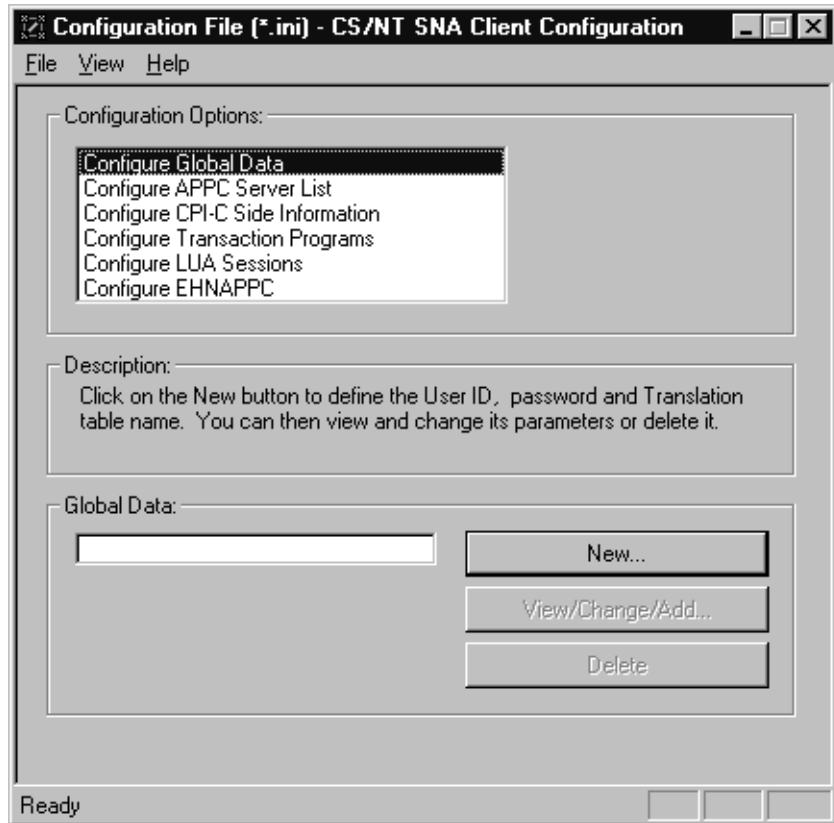 Configuration File (*.ini) - CS/NT SNA Client Configuration
File View Help
Configuration Options:
Configure Global Data
Configure APPC Server List
Configure CPI-C Side Information
Configure Transaction Programs
Configure LUA Sessions
Configure EHNAPPC
Description:
Click on the New button to define the User ID, password and Translation
table name. You can then view and change its parameters or delete it.
Global Data:
New...
View/Change/Add...
Delete
Ready